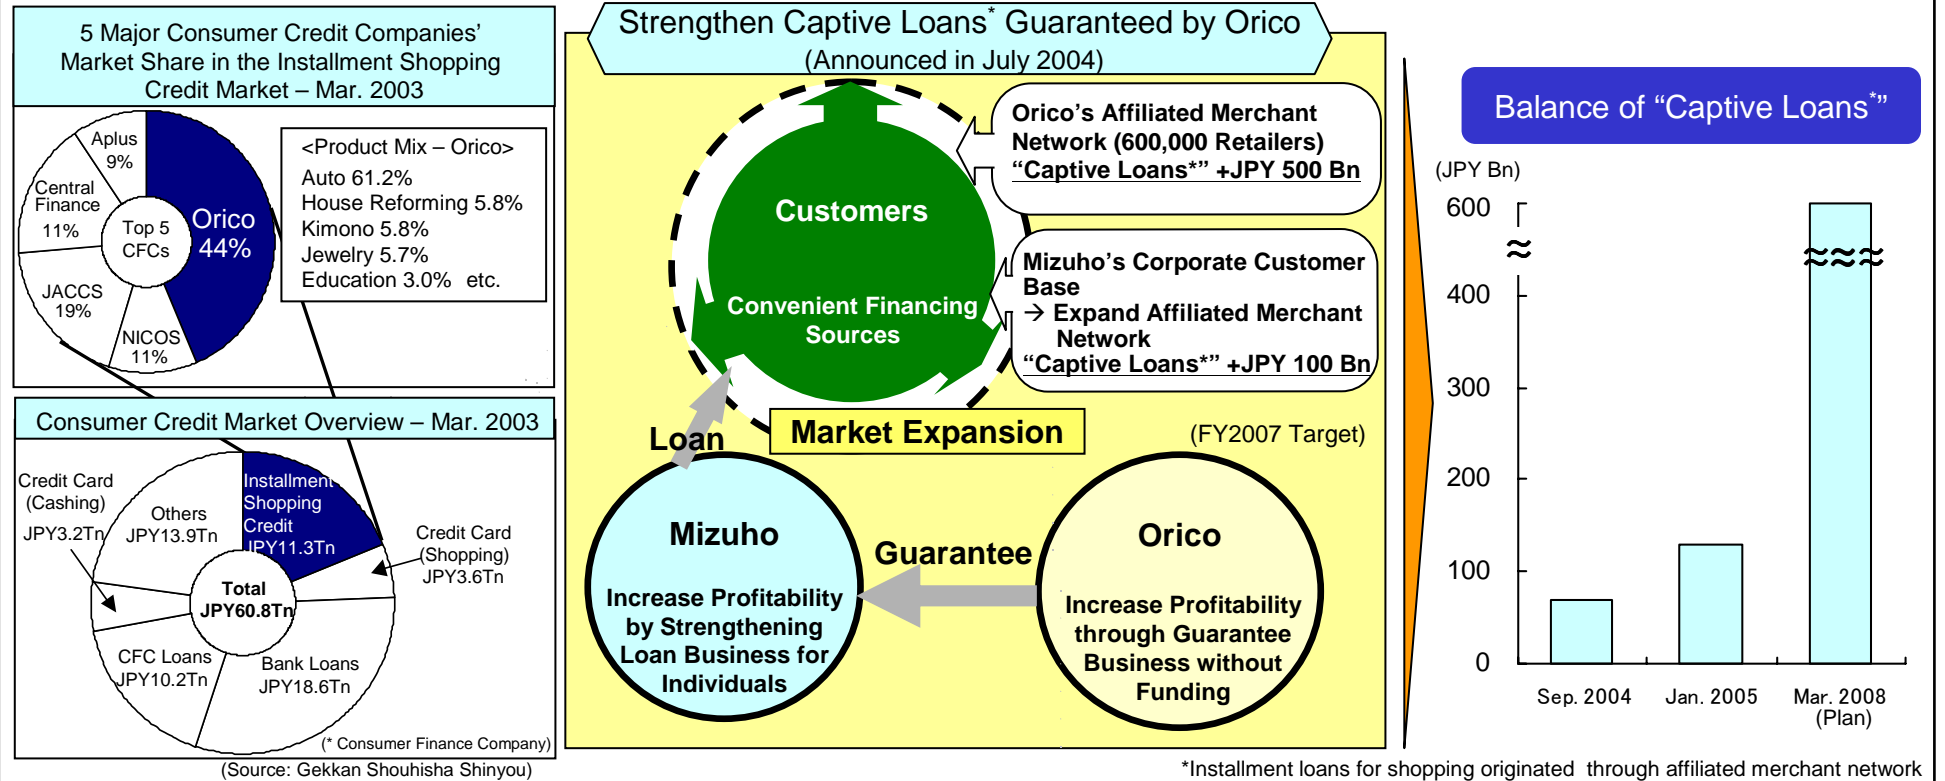 5 Major Consumer Credit Companies'
Market Share in the Installment Shopping
Credit Market – Mar. 2003
Aplus
9%
Central
Finance
11%
JACCS
19%
NICOS
11%
Orico
44%
Top 5
CFCs
<Product Mix – Orico>
Auto 61.2%
House Reforming 5.8%
Kimono 5.8%
Jewelry 5.7%
Education 3.0% etc.
Consumer Credit Market Overview – Mar. 2003
Credit Card
(Cashing)
JPY3.2Tn
Others
JPY13.9Tn
Installment
Shopping
Credit
JPY11.3Tn
Credit Card
(Shopping)
JPY3.6Tn
Total
JPY60.8Tn
CFC Loans
JPY10.2Tn
Bank Loans
JPY18.6Tn
(* Consumer Finance Company)
(Source: Gekkan Shouhisha Shinyou)
Strengthen Captive Loans* Guaranteed by Orico
(Announced in July 2004)
Customers
Convenient Financing
Sources
Orico's Affiliated Merchant
Network (600,000 Retailers)
“Captive Loans*” +JPY 500 Bn
Mizuho's Corporate Customer
Base
→ Expand Affiliated Merchant
Network
“Captive Loans*” +JPY 100 Bn
Loan
Market Expansion
(FY2007 Target)
Mizuho
Increase Profitability
by Strengthening
Loan Business for
Individuals
Guarantee
Orico
Increase Profitability
through Guarantee
Business without
Funding
Balance of “Captive Loans*”
(JPY Bn)
600
400
300
200
100
0
Sep. 2004
Jan. 2005
Mar. 2008
(Plan)
*Installment loans for shopping originated through affiliated merchant network